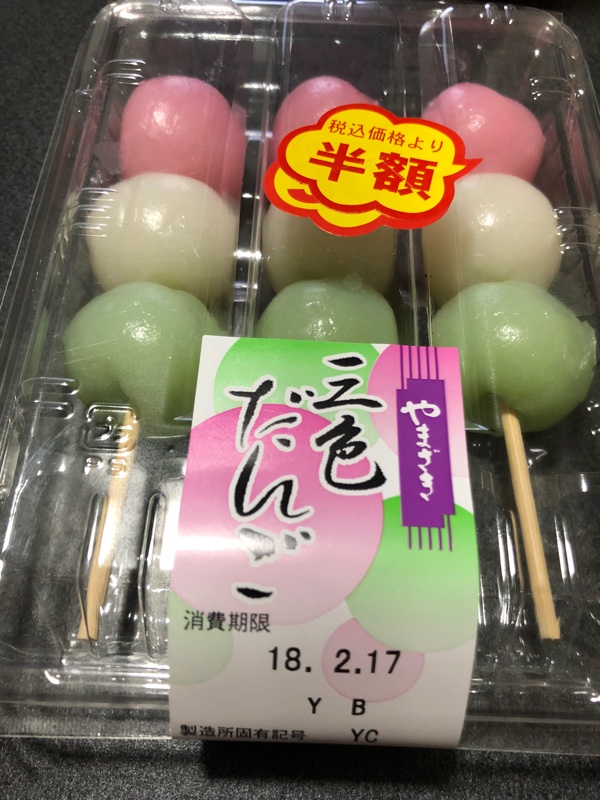 税込価格より
半額
やまざき
三色
だんご
消費期限
18. 2.17
Y B
製造所固有記号 YC